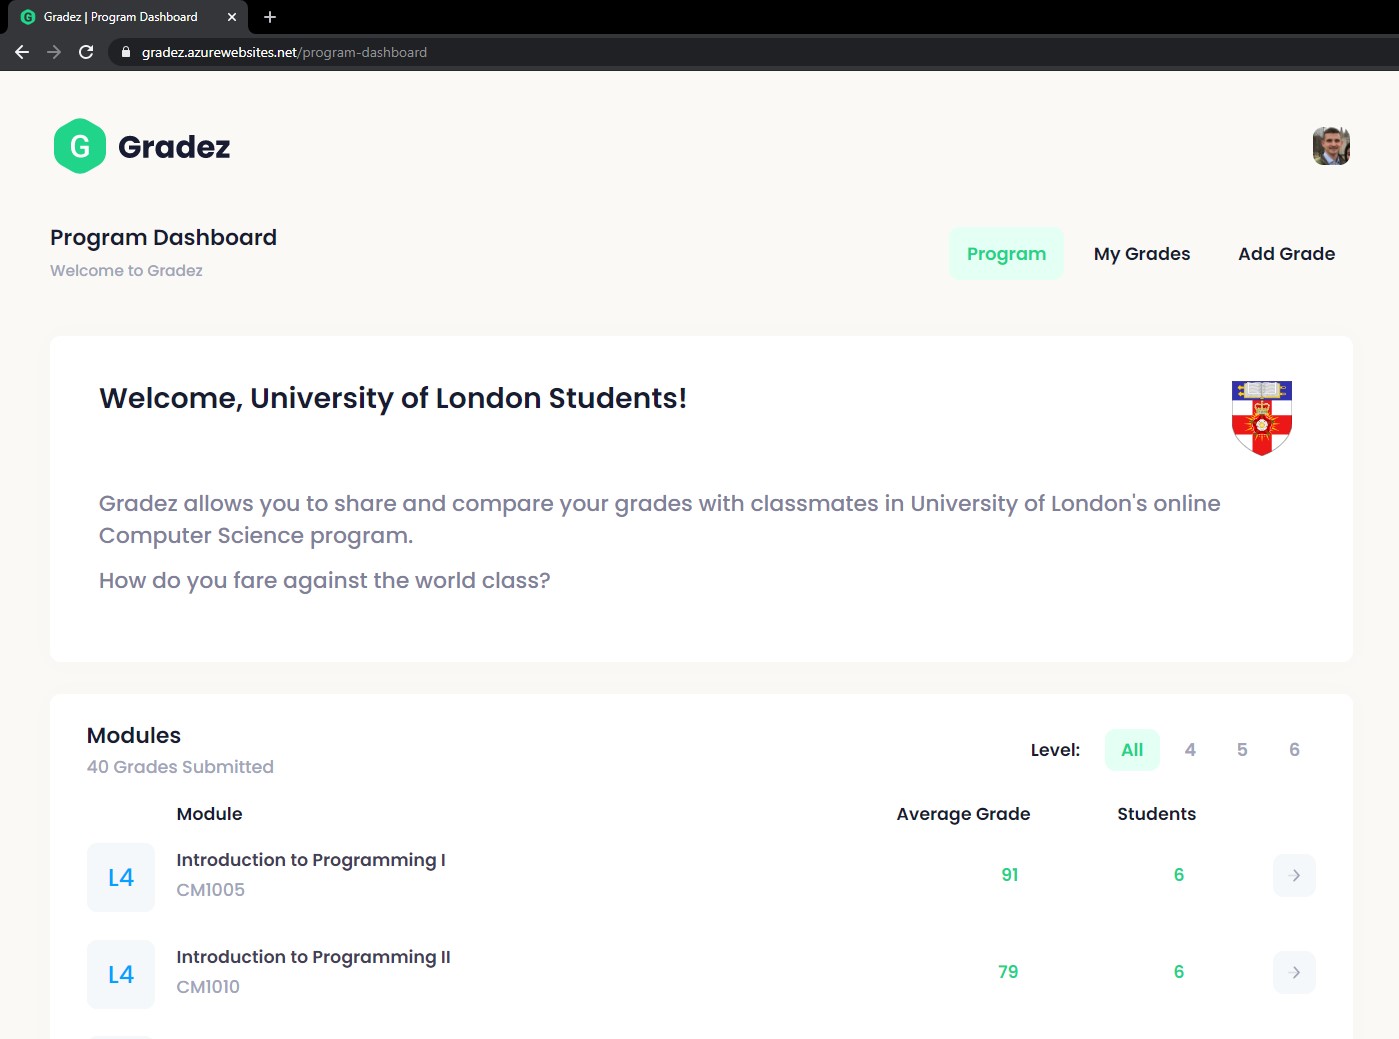 Gradez | Program Dashboard
gradez.azurewebsites.net/program-dashboard
G Gradez
Program Dashboard
Welcome to Gradez
Program My Grades Add Grade
Welcome, University of London Students!
Gradez allows you to share and compare your grades with classmates in University of London's online
Computer Science program.
How do you fare against the world class?
Modules
40 Grades Submitted
Level: All 4 5 6
Module Average Grade Students
L4 Introduction to Programming I 91 6
CM1005
L4 Introduction to Programming II 79 6
CM1010